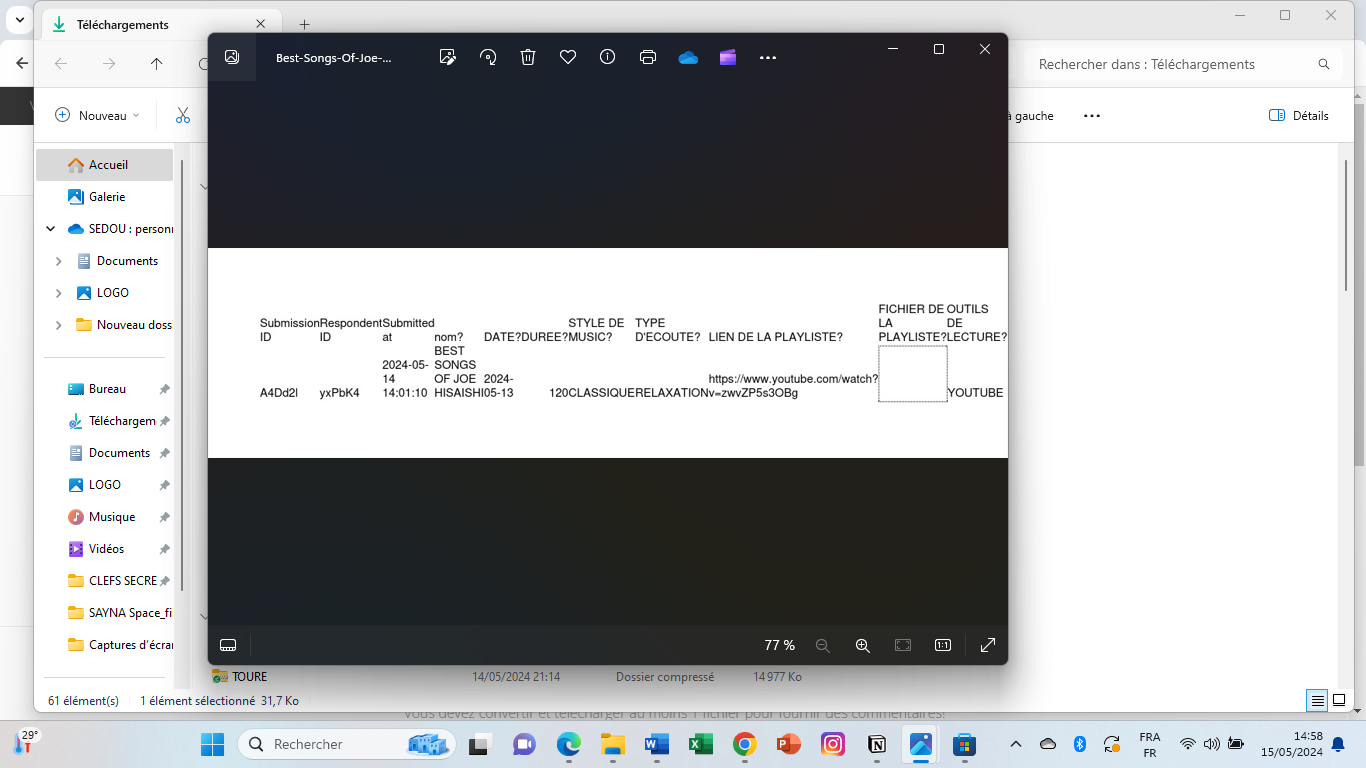 Téléchargements
Best-Songs-Of-Joe-...
Rechercher dans : Téléchargements
Nouveau
à gauche
Détails
Accueil
Galerie
SEDOU : personn
Documents
LOGO
Nouveau doss
Bureau
Téléchargem
Documents
LOGO
Musique
Vidéos
CLEFS SECRE
SAYNA Space_fi
Captures d'écran
Submission ID
Respondent ID
Submitted at
nom?
DATE?
DUREE?
STYLE DE MUSIC?
TYPE D'ECOUTE?
LIEN DE LA PLAYLISTE?
FICHIER DE LA PLAYLISTE?
OUTILS DE LECTURE?
A4Dd2l
yxPbK4
2024-05-14 14:01:10
BEST SONGS OF JOE HISAISHI
2024-05-13
120
CLASSIQUE
RELAXATION
https://www.youtube.com/watch?v=zwvZP5s3OBg
YOUTUBE
77 %
1:1
TOURE
14/05/2024 21:14
Dossier compressé
14 977 Ko
61 élément(s)
1 élément sélectionné 31,7 Ko
Vous devez convertir et télécharger au moins 1 fichier pour fournir des commentaires!
29°
Rechercher
FRA
FR
14:58
15/05/2024